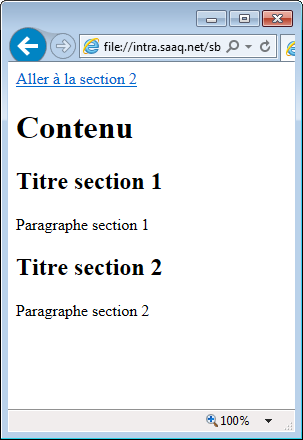 file://intra.saaq.net/sb
Aller à la section 2
Contenu
Titre section 1
Paragraphe section 1
Titre section 2
Paragraphe section 2
100%